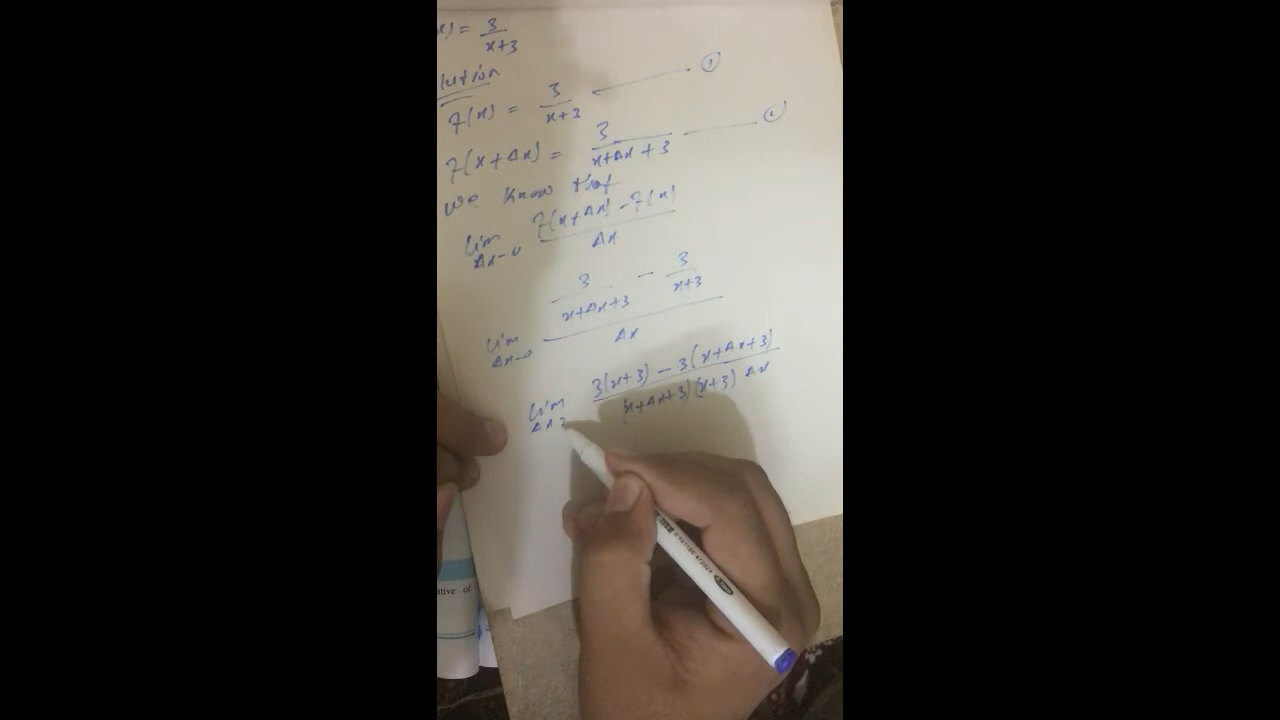 x) = 3/(x+3)
lution
f(x) = 3/(x+3) ①
f(x+Δx) = 3/(x+Δx+3) ②
we know that
lim Δx→0 (f(x+Δx) - f(x))/Δx
lim Δx→0 (3/(x+Δx+3) - 3/(x+3))/Δx
lim Δx→ (3(x+3) - 3(x+Δx+3))/((x+Δx+3)(x+3) Δx)
ative of